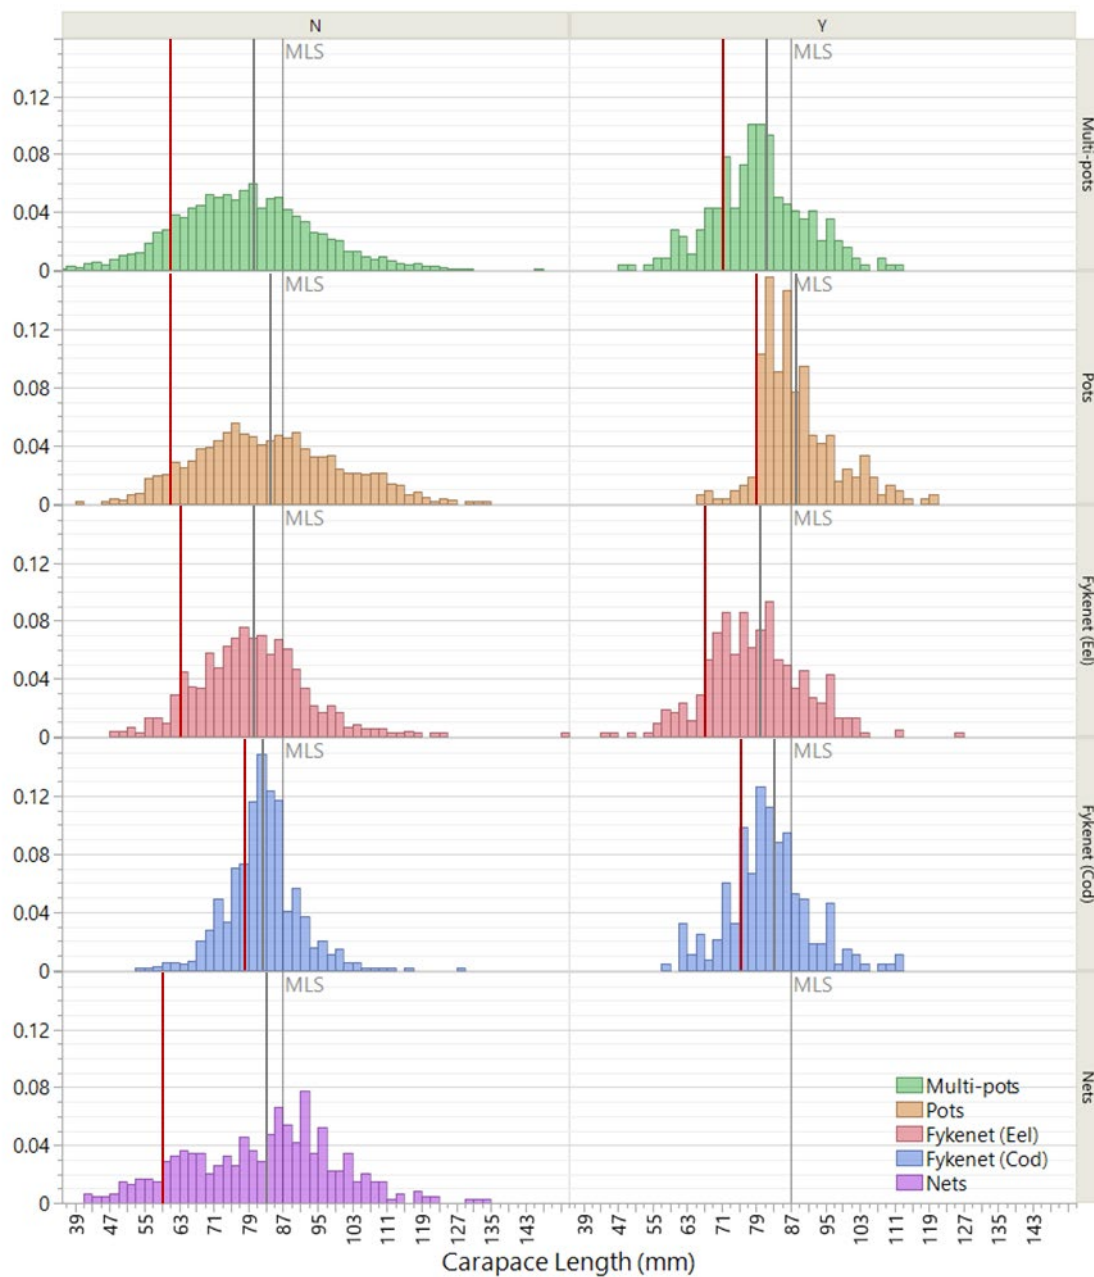 N Y
MLS MLS
Multi-pots
0.12
0.08
0.04
0
MLS MLS
Pots
0.12
0.08
0.04
0
MLS MLS
Fykenet (Eel)
0.12
0.08
0.04
0
MLS MLS
Fykenet (Cod)
0.12
0.08
0.04
0
MLS MLS
Nets
0.12
0.08
0.04
0
Multi-pots
Pots
Fykenet (Eel)
Fykenet (Cod)
Nets
39 47 55 63 71 79 87 95 103 111 119 127 135 143 39 47 55 63 71 79 87 95 103 111 119 127 135 143
Carapace Length (mm)